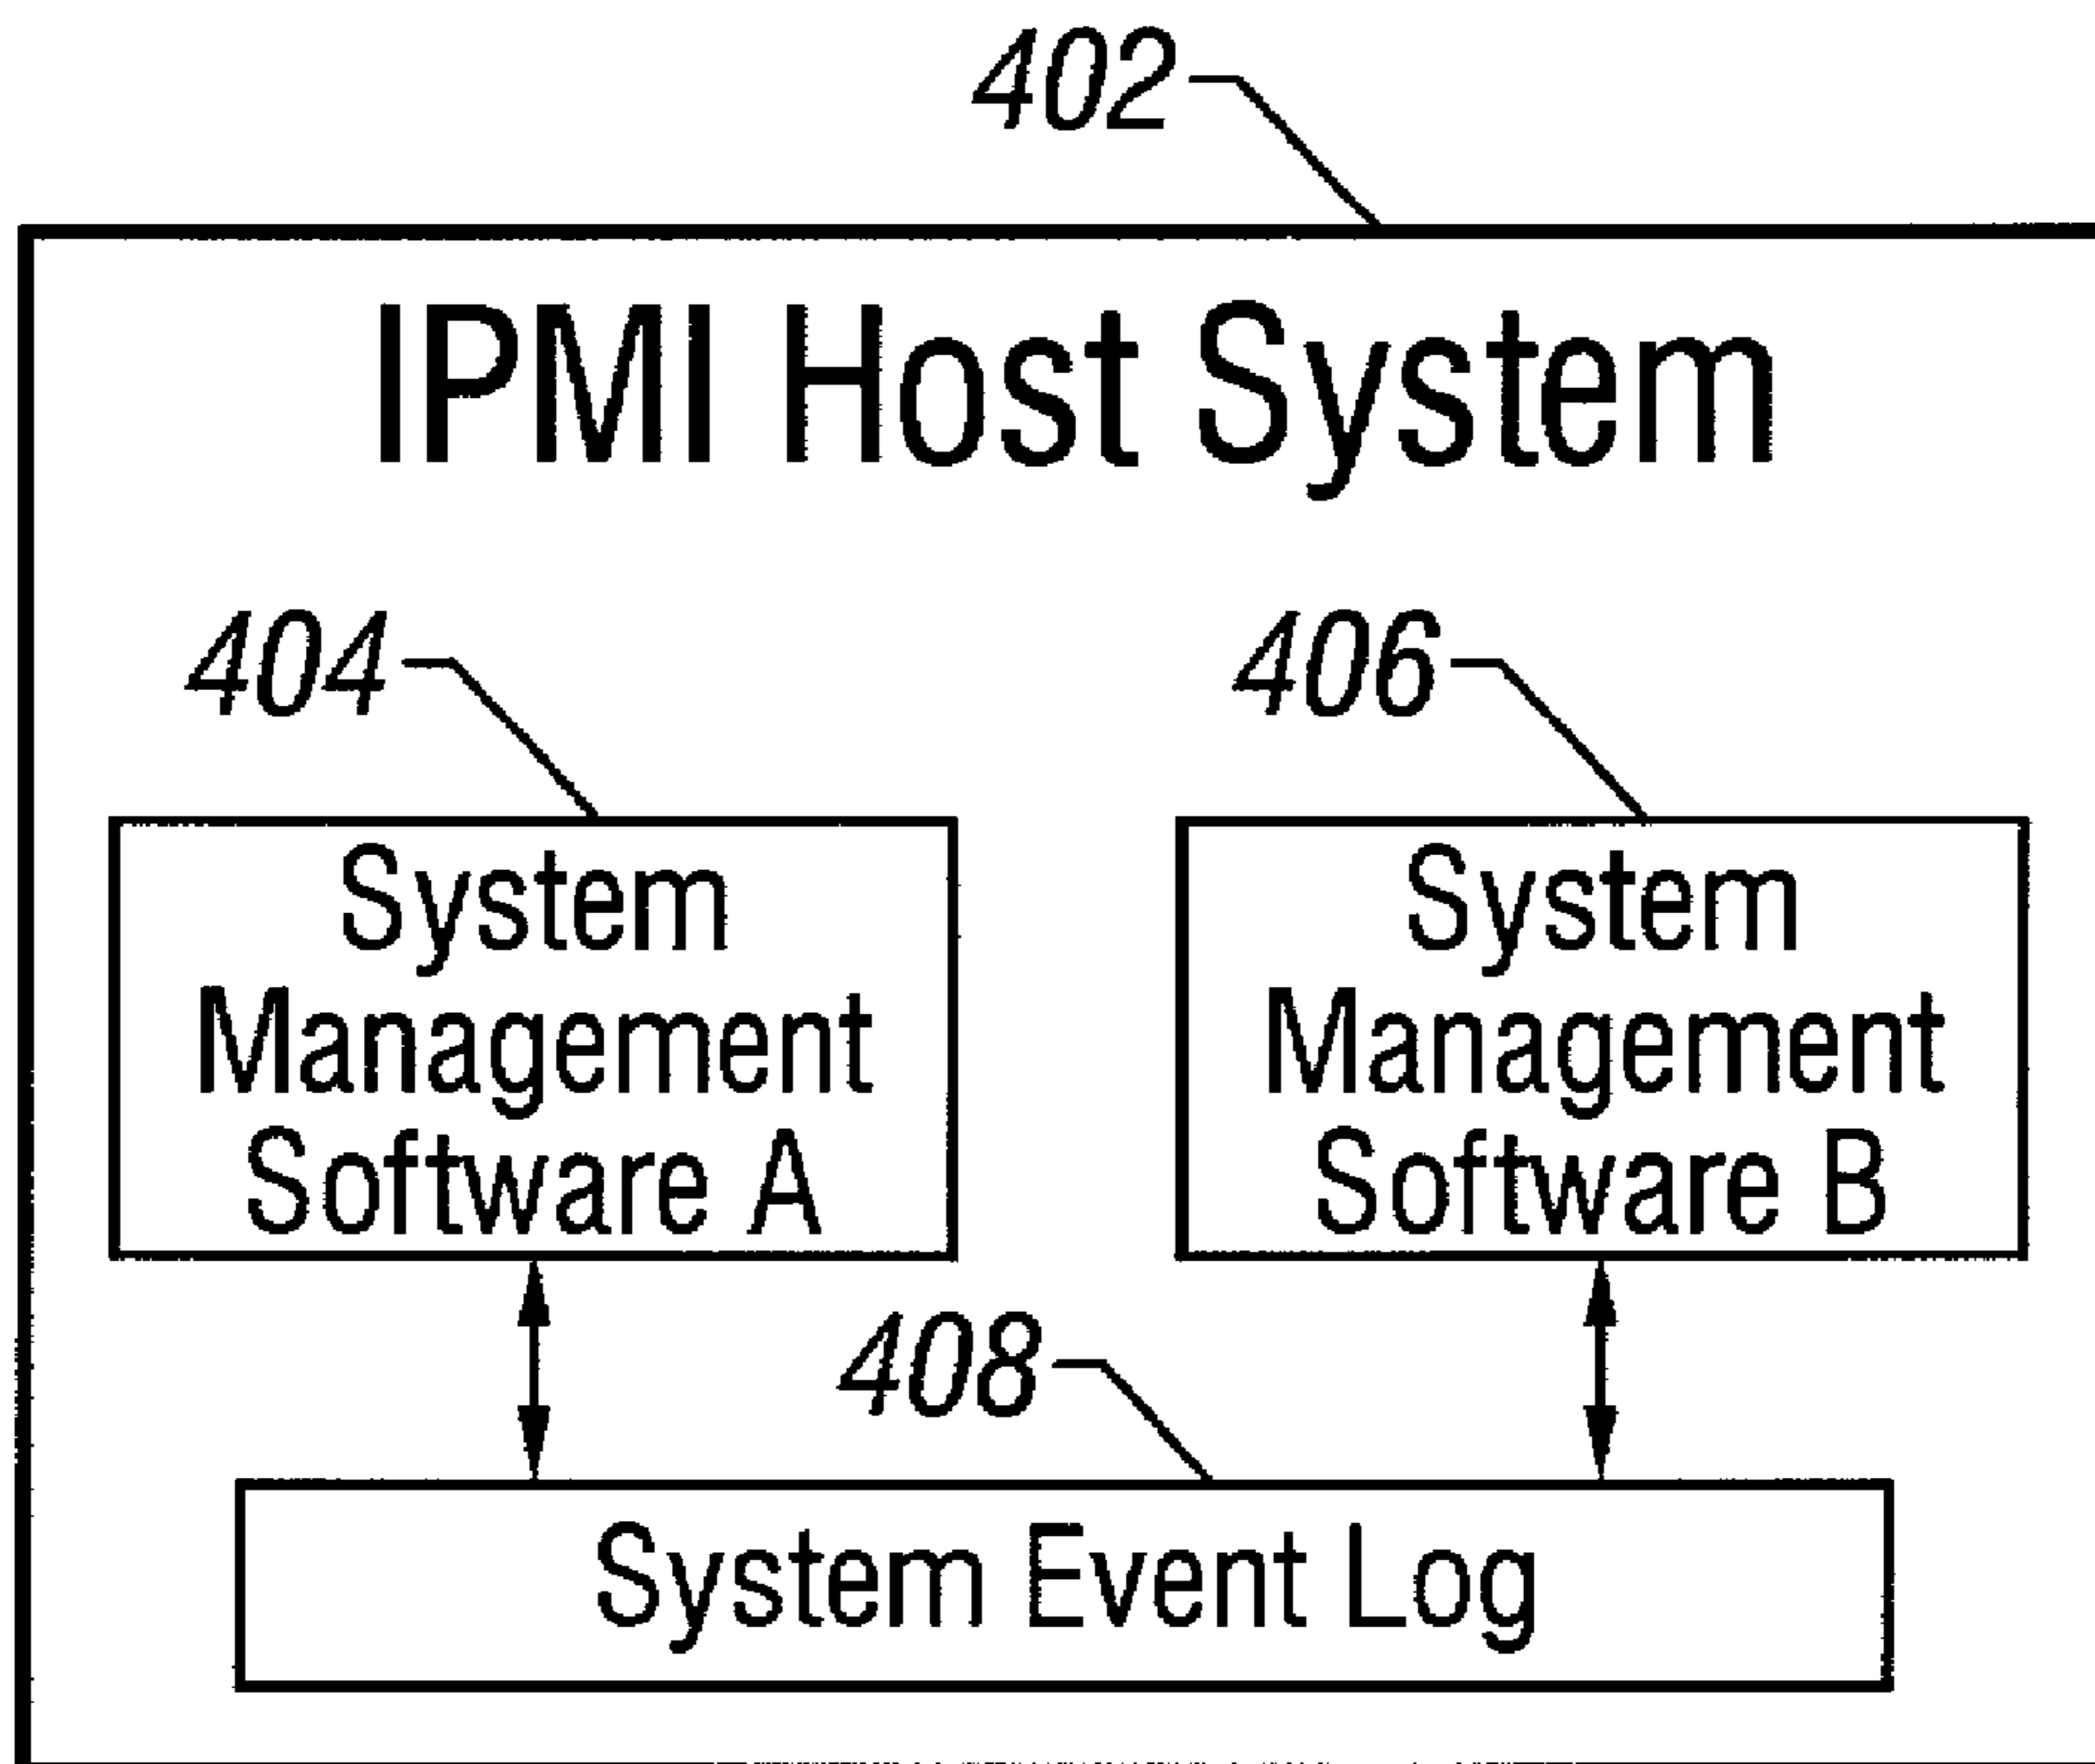 402
IPMI Host System
404
406
System
Management
Software A
System
Management
Software B
408
System Event Log